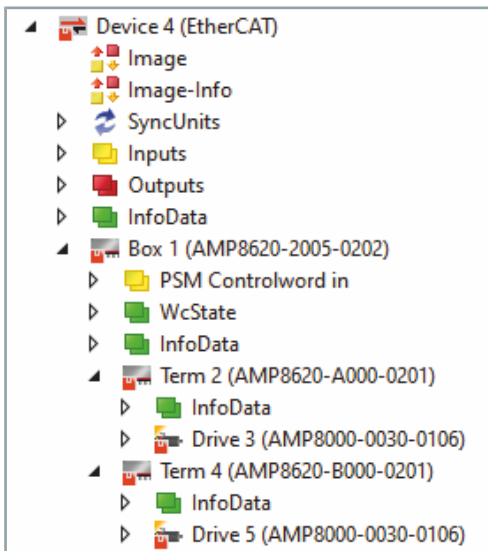 Device 4 (EtherCAT)
Image
Image-Info
SyncUnits
Inputs
Outputs
InfoData
Box 1 (AMP8620-2005-0202)
PSM Controlword in
WcState
InfoData
Term 2 (AMP8620-A000-0201)
InfoData
Drive 3 (AMP8000-0030-0106)
Term 4 (AMP8620-B000-0201)
InfoData
Drive 5 (AMP8000-0030-0106)